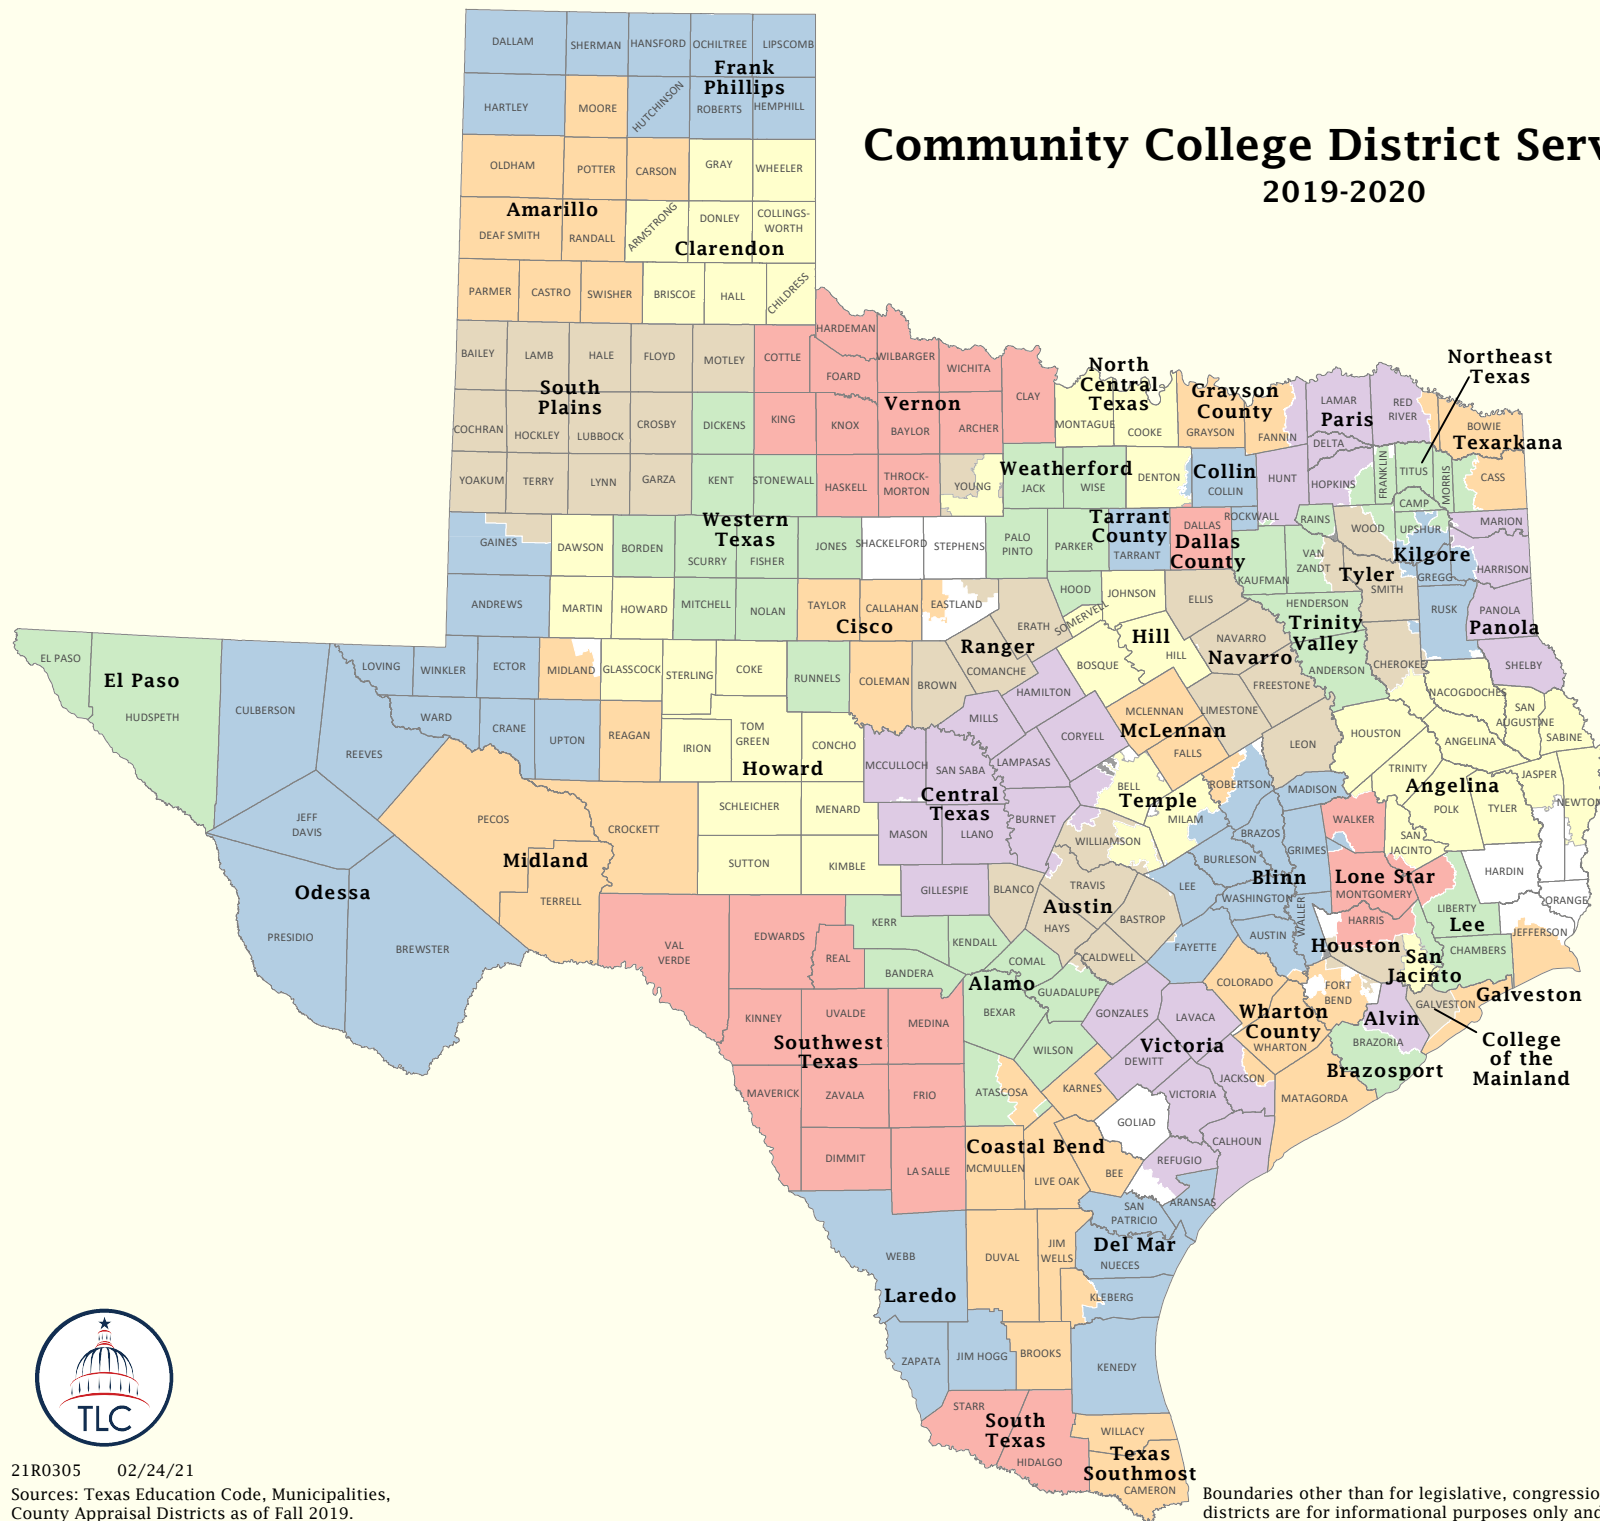 Community College District Serv
2019-2020
DALLAM
SHERMAN
HANSFORD
OCHILTREE
LIPSCOMB
Frank
Phillips
HARTLEY
MOORE
HUTCHINSON
ROBERTS
HEMPHILL
OLDHAM
POTTER
CARSON
GRAY
WHEELER
Amarillo
DEAF SMITH
RANDALL
ARMSTRONG
DONLEY
COLLINGS-
WORTH
Clarendon
PARMER
CASTRO
SWISHER
BRISCOE
HALL
CHILDRESS
BAILEY
LAMB
HALE
FLOYD
MOTLEY
COTTLE
HARDEMAN
FOARD
WILBARGER
WICHITA
CLAY
South
Plains
Vernon
North
Central
Texas
MONTAGUE
COOKE
Grayson
County
GRAYSON
FANNIN
LAMAR
Paris
RED
RIVER
DELTA
Northeast
Texas
BOWIE
Texarkana
COCHRAN
HOCKLEY
LUBBOCK
CROSBY
DICKENS
KING
KNOX
BAYLOR
ARCHER
YOAKUM
TERRY
LYNN
GARZA
KENT
STONEWALL
HASKELL
THROCK-
MORTON
YOUNG
Weatherford
JACK
WISE
DENTON
Collin
COLLIN
HUNT
HOPKINS
FRANKLIN
TITUS
MORRIS
CAMP
CASS
GAINES
DAWSON
BORDEN
Western
Texas
SCURRY
FISHER
JONES
SHACKELFORD
STEPHENS
PALO
PINTO
PARKER
Tarrant
County
TARRANT
DALLAS
Dallas
County
ROCKWALL
KAUFMAN
RAINS
VAN
ZANDT
WOOD
UPSHUR
Kilgore
GREGG
MARION
HARRISON
Tyler
SMITH
ANDREWS
MARTIN
HOWARD
MITCHELL
NOLAN
TAYLOR
CALLAHAN
Cisco
EASTLAND
ERATH
HOOD
SOMERVELL
JOHNSON
ELLIS
HENDERSON
Trinity
Valley
ANDERSON
CHEROKEE
RUSK
PANOLA
Panola
SHELBY
EL PASO
El Paso
HUDSPETH
CULBERSON
LOVING
WINKLER
ECTOR
MIDLAND
GLASSCOCK
STERLING
COKE
RUNNELS
COLEMAN
BROWN
Ranger
COMANCHE
HAMILTON
BOSQUE
Hill
HILL
NAVARRO
Navarro
FREESTONE
LIMESTONE
NACOGDOCHES
SAN
AUGUSTINE
SABINE
REEVES
WARD
CRANE
UPTON
REAGAN
IRION
TOM
GREEN
CONCHO
Howard
MCCULLOCH
MILLS
SAN SABA
LAMPASAS
CORYELL
MCLENNAN
McLennan
FALLS
LEON
HOUSTON
ANGELINA
TRINITY
Angelina
POLK
TYLER
JASPER
NEWTON
JEFF
DAVIS
PECOS
Midland
CROCKETT
TERRELL
SCHLEICHER
MENARD
SUTTON
KIMBLE
Central
Texas
MASON
LLANO
BURNET
BELL
Temple
MILAM
WILLIAMSON
ROBERTSON
MADISON
BRAZOS
GRIMES
WALKER
SAN
JACINTO
HARDIN
Odessa
PRESIDIO
BREWSTER
GILLESPIE
BLANCO
TRAVIS
Austin
HAYS
BASTROP
LEE
BURLESON
Blinn
WASHINGTON
WALLER
Lone Star
MONTGOMERY
LIBERTY
Lee
ORANGE
JEFFERSON
VAL
VERDE
EDWARDS
REAL
KERR
KENDALL
BANDERA
COMAL
Alamo
GUADALUPE
CALDWELL
FAYETTE
AUSTIN
HARRIS
Houston
San
Jacinto
CHAMBERS
Galveston
GALVESTON
KINNEY
UVALDE
MEDINA
Southwest
Texas
BEXAR
WILSON
GONZALES
LAVACA
COLORADO
Wharton
County
WHARTON
FORT
BEND
Alvin
BRAZORIA
Brazosport
College
of the
Mainland
MAVERICK
ZAVALA
FRIO
ATASCOSA
KARNES
DEWITT
Victoria
VICTORIA
JACKSON
MATAGORDA
DIMMIT
LA SALLE
Coastal Bend
MCMULLEN
LIVE OAK
BEE
GOLIAD
REFUGIO
CALHOUN
ARANSAS
WEBB
Laredo
DUVAL
JIM
WELLS
SAN
PATRICIO
Del Mar
NUECES
KLEBERG
ZAPATA
JIM HOGG
BROOKS
KENEDY
STARR
South
Texas
HIDALGO
WILLACY
Texas
Southmost
CAMERON
TLC
21R0305 02/24/21
Sources: Texas Education Code, Municipalities,
County Appraisal Districts as of Fall 2019.
Boundaries other than for legislative, congressio
districts are for informational purposes only and